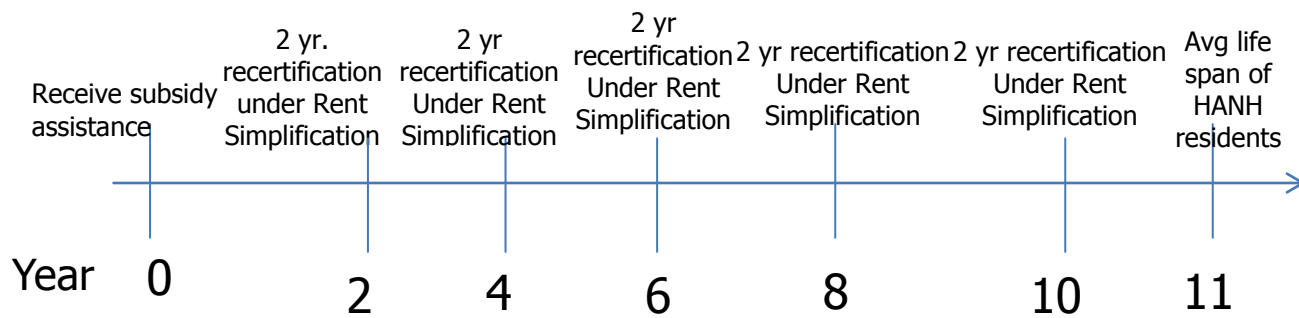 Receive subsidy
assistance
2 yr.
recertification
under Rent
Simplification
2 yr
recertification
Under Rent
Simplification
2 yr
recertification
Under Rent
Simplification
2 yr recertification
Under Rent
Simplification
2 yr recertification
Under Rent
Simplification
Avg life
span of
HANH
residents
Year 0 2 4 6 8 10 11